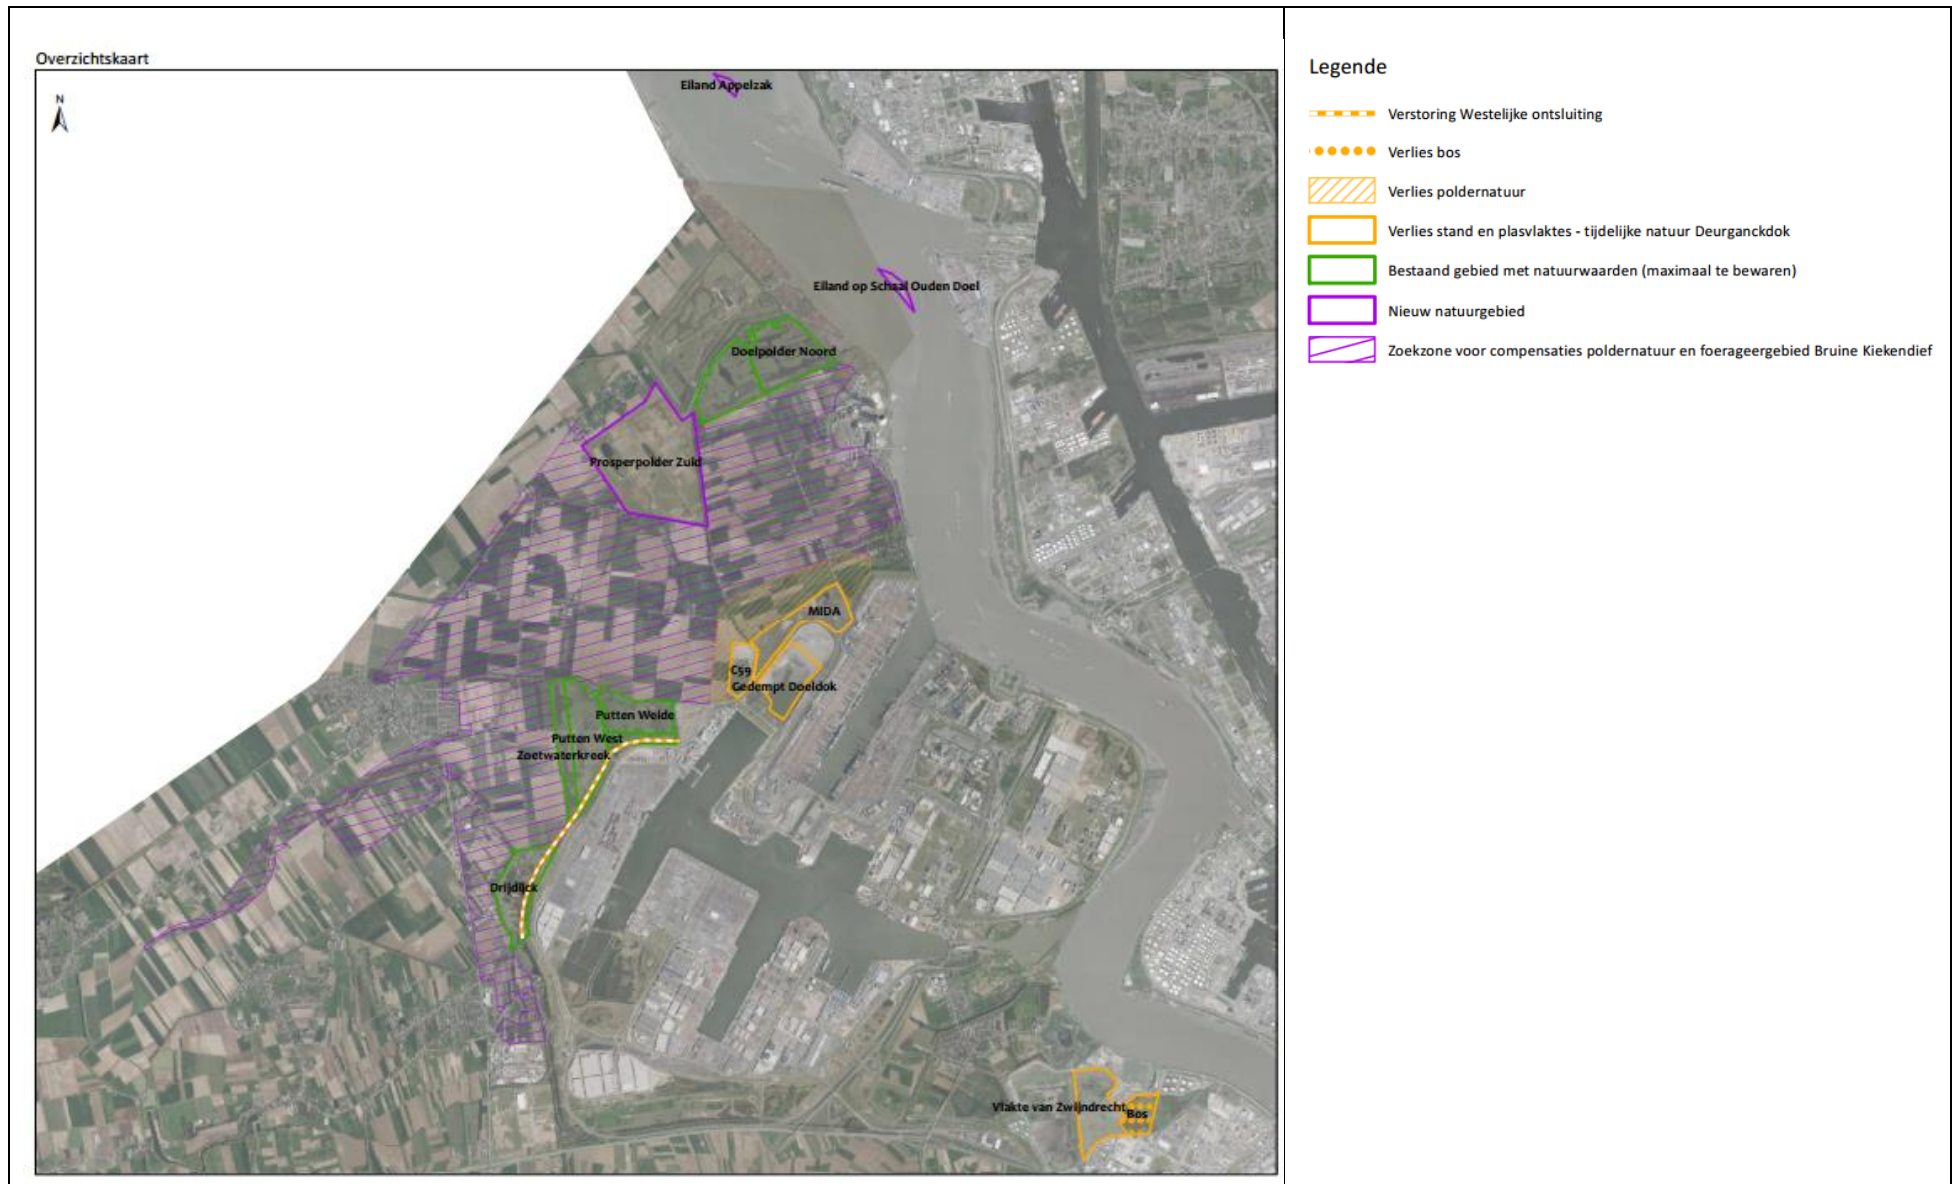 Overzichtskaart
N
Eiland Appelzak
Eiland op Schaal Ouden Doel
Doelpolder Noord
Prosperpolder Zuid
MIDA
C59
Gedempt Doeldok
Putten Weide
Putten West
Zoetwaterkreek
Drijdijck
Vlakte van Zwijndrecht
Bos
Legende
Verstoring Westelijke ontsluiting
Verlies bos
Verlies poldernatuur
Verlies stand en plasvlaktes - tijdelijke natuur Deurganckdok
Bestaand gebied met natuurwaarden (maximaal te bewaren)
Nieuw natuurgebied
Zoekzone voor compensaties poldernatuur en foerageergebied Bruine Kiekendief